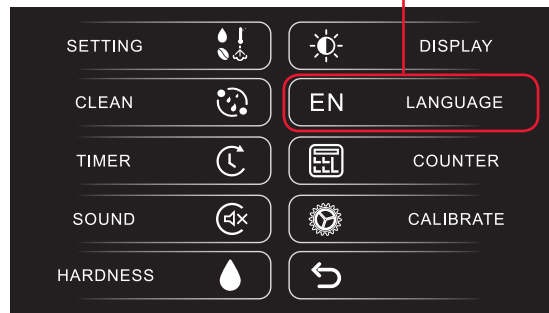 SETTING
DISPLAY
CLEAN
EN LANGUAGE
TIMER
COUNTER
SOUND
CALIBRATE
HARDNESS